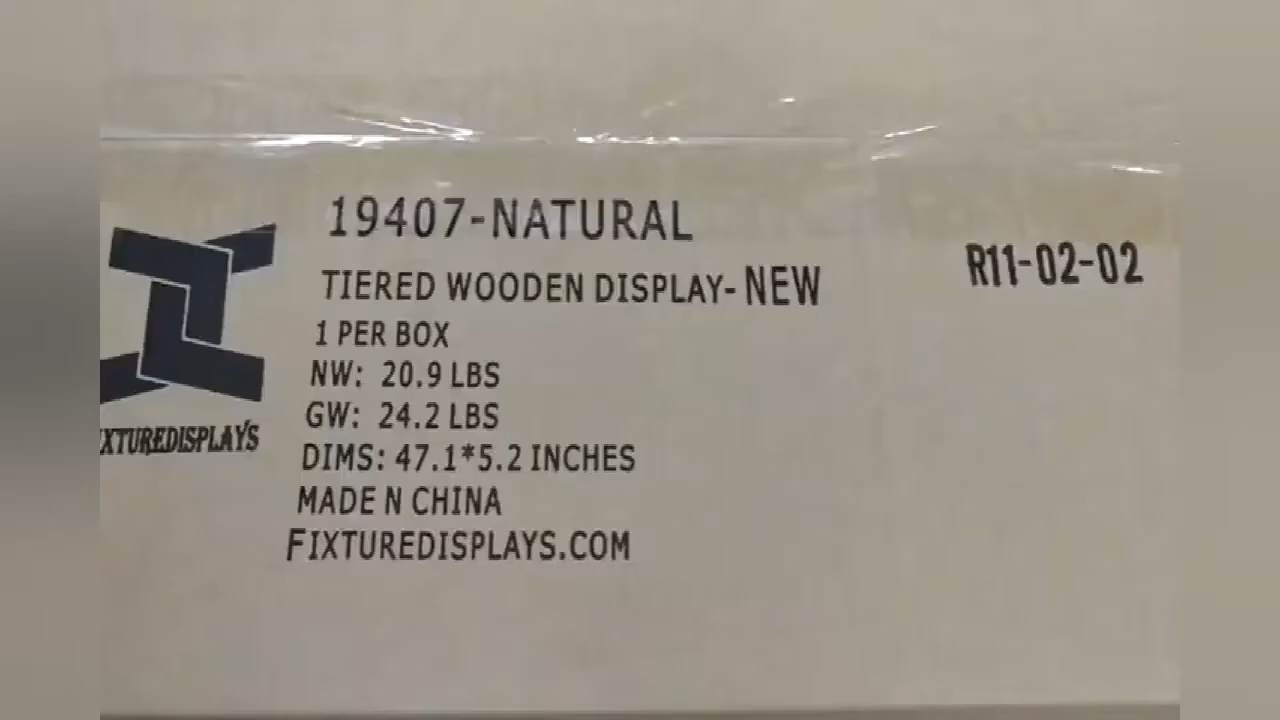 19407-NATURAL
TIERED WOODEN DISPLAY- NEW
R11-02-02
1 PER BOX
NW: 20.9 LBS
GW: 24.2 LBS
DIMS: 47.1*5.2 INCHES
MADE N CHINA
FIXTUREDISPLAYS.COM
XTUREDISPLAYS